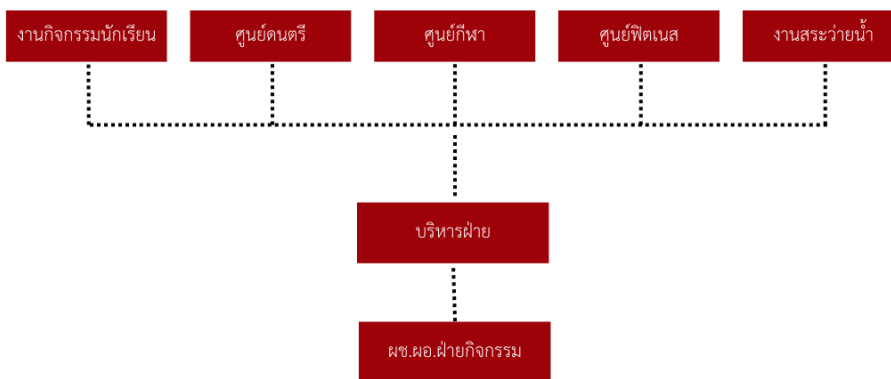 งานกิจกรรมนักเรียน
ศูนย์ดนตรี
ศูนย์กีฬา
ศูนย์ฟิตเนส
งานสระว่ายน้ำ
บริหารฝ่าย
ผช.ผอ.ฝ่ายกิจกรรม